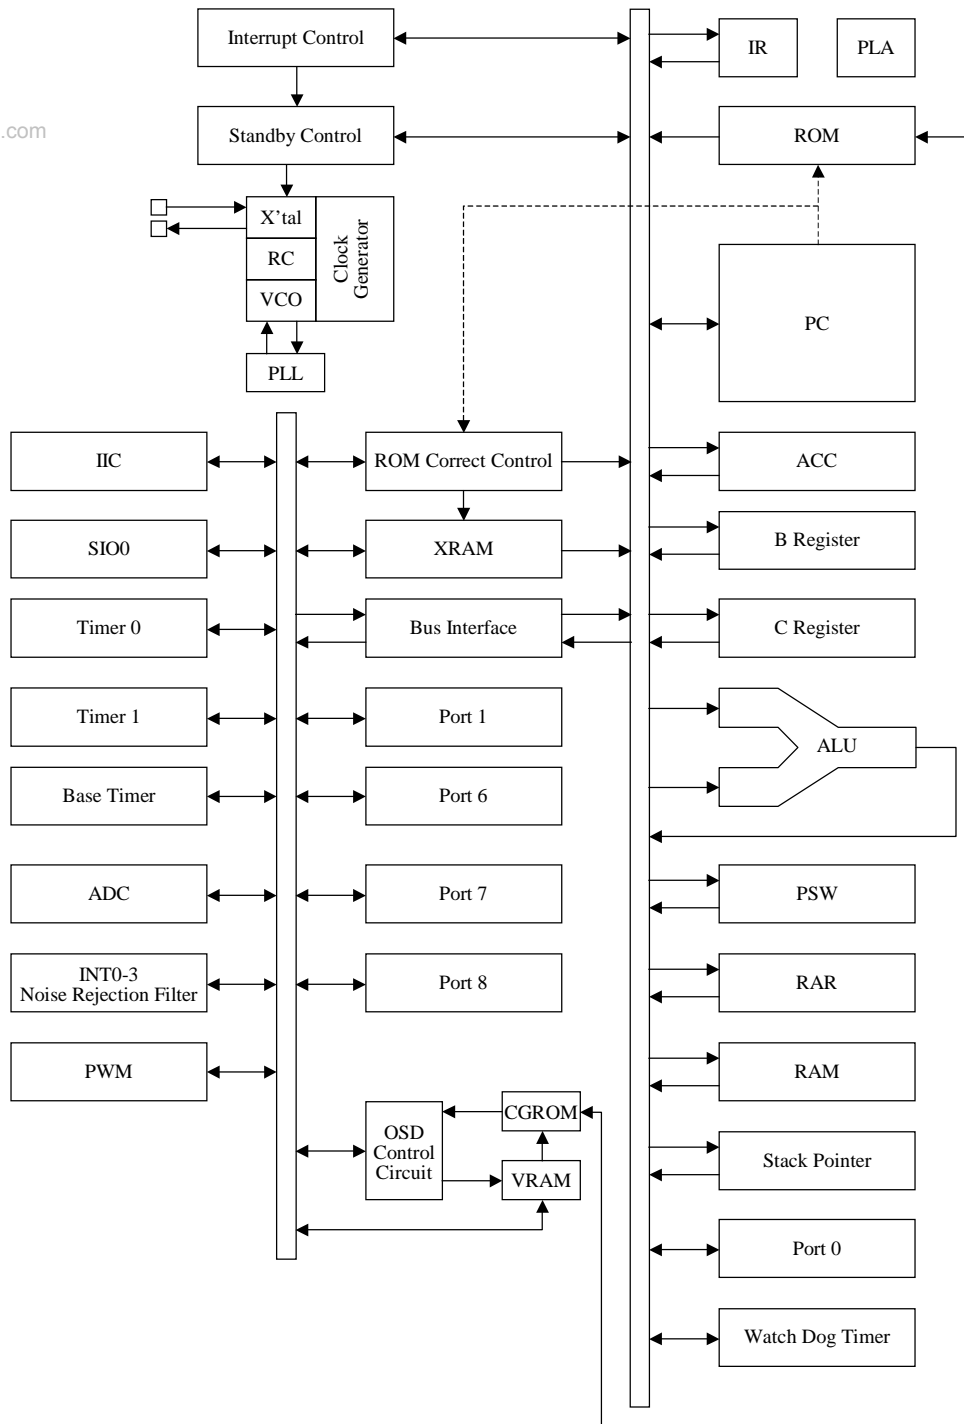 Interrupt Control
IR
PLA
.com
Standby Control
ROM
X'tal
RC
VCO
Clock
Generator
PC
PLL
IIC
ROM Correct Control
ACC
SIO0
XRAM
B Register
Timer 0
Bus Interface
C Register
Timer 1
Port 1
ALU
Base Timer
Port 6
ADC
Port 7
PSW
INT0-3
Noise Rejection Filter
Port 8
RAR
PWM
RAM
OSD
Control
Circuit
CGROM
VRAM
Stack Pointer
Port 0
Watch Dog Timer